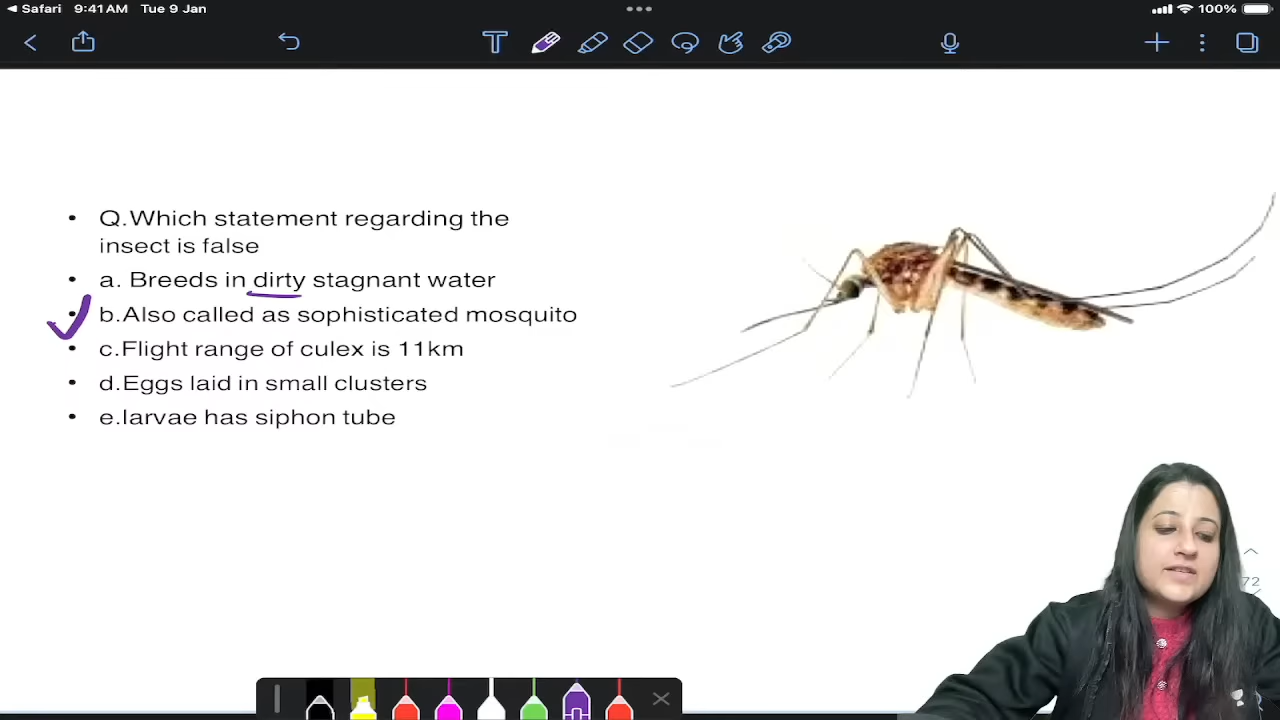 Safari 9:41 AM Tue 9 Jan 100%
T
• Q.Which statement regarding the
insect is false
• a. Breeds in dirty stagnant water
• b.Also called as sophisticated mosquito
• c.Flight range of culex is 11km
• d.Eggs laid in small clusters
• e.larvae has siphon tube
72